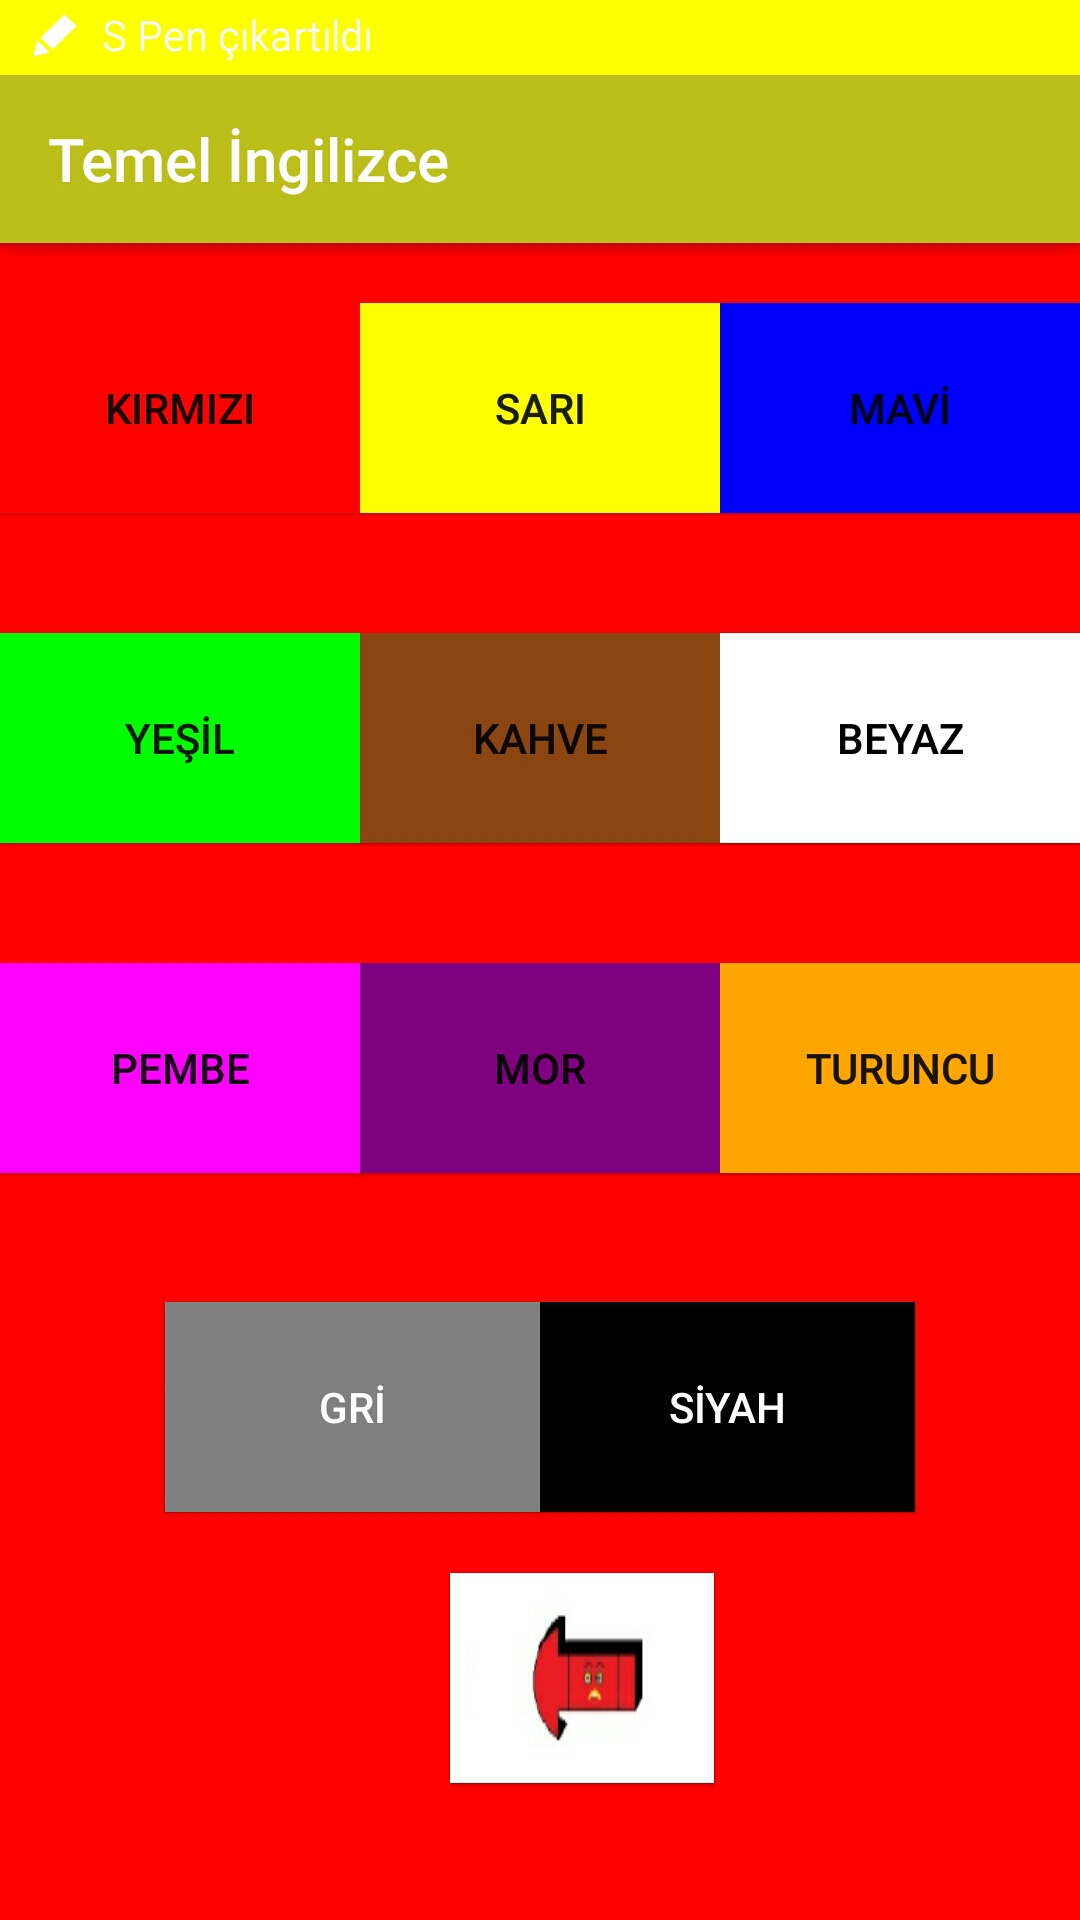 S Pen çıkartıldı
Temel İngilizce
KIRMIZI SARI MAVİ
YEŞİL KAHVE BEYAZ
PEMBE MOR TURUNCU
GRİ SİYAH